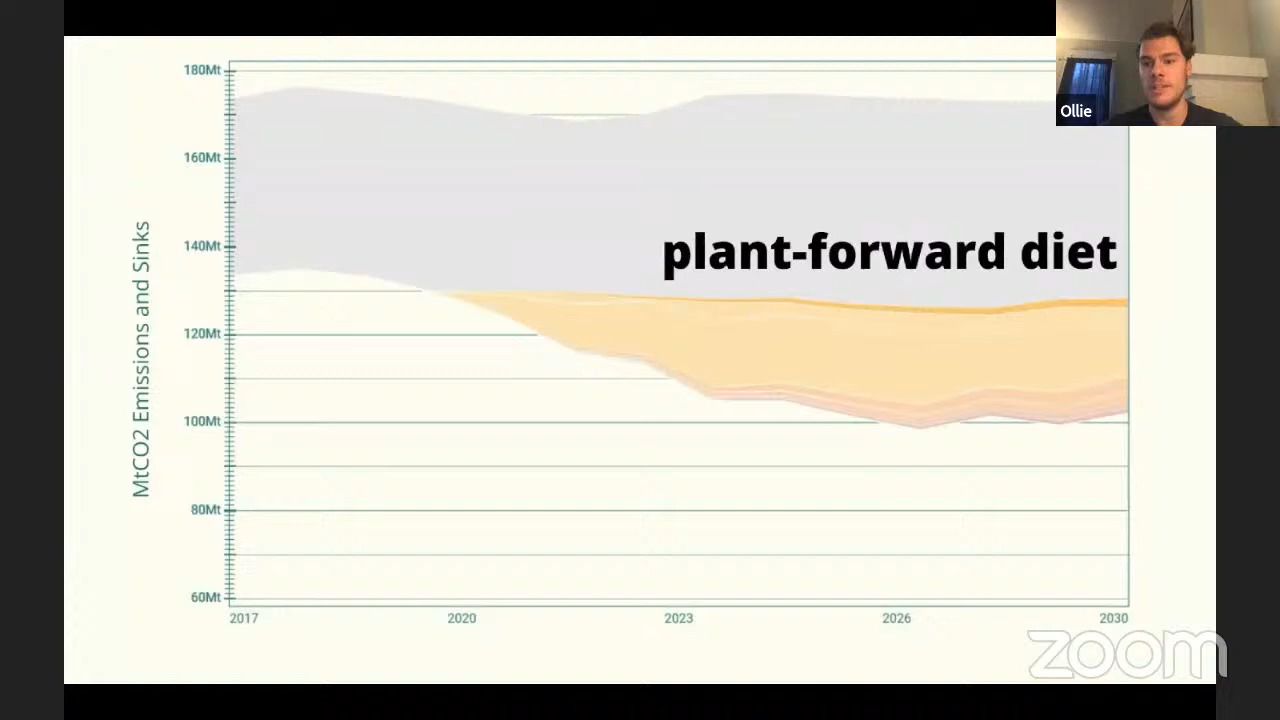 Ollie
180Mt
160Mt
140Mt
120Mt
100Mt
80Mt
60Mt
MtCO2 Emissions and Sinks
plant-forward diet
2017
2020
2023
2026
2030
zoom